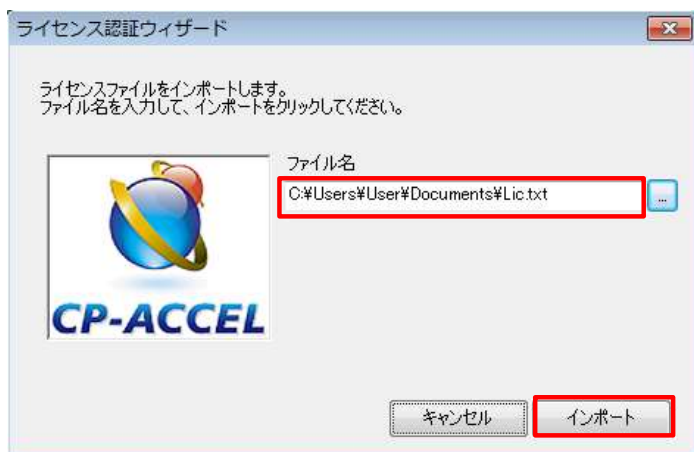 ライセンス認証ウィザード
ライセンスファイルをインポートします。
ファイル名を入力して、インポートをクリックしてください。
ファイル名
C:¥Users¥User¥Documents¥Lic.txt
...
CP-ACCEL
キャンセル
インポート